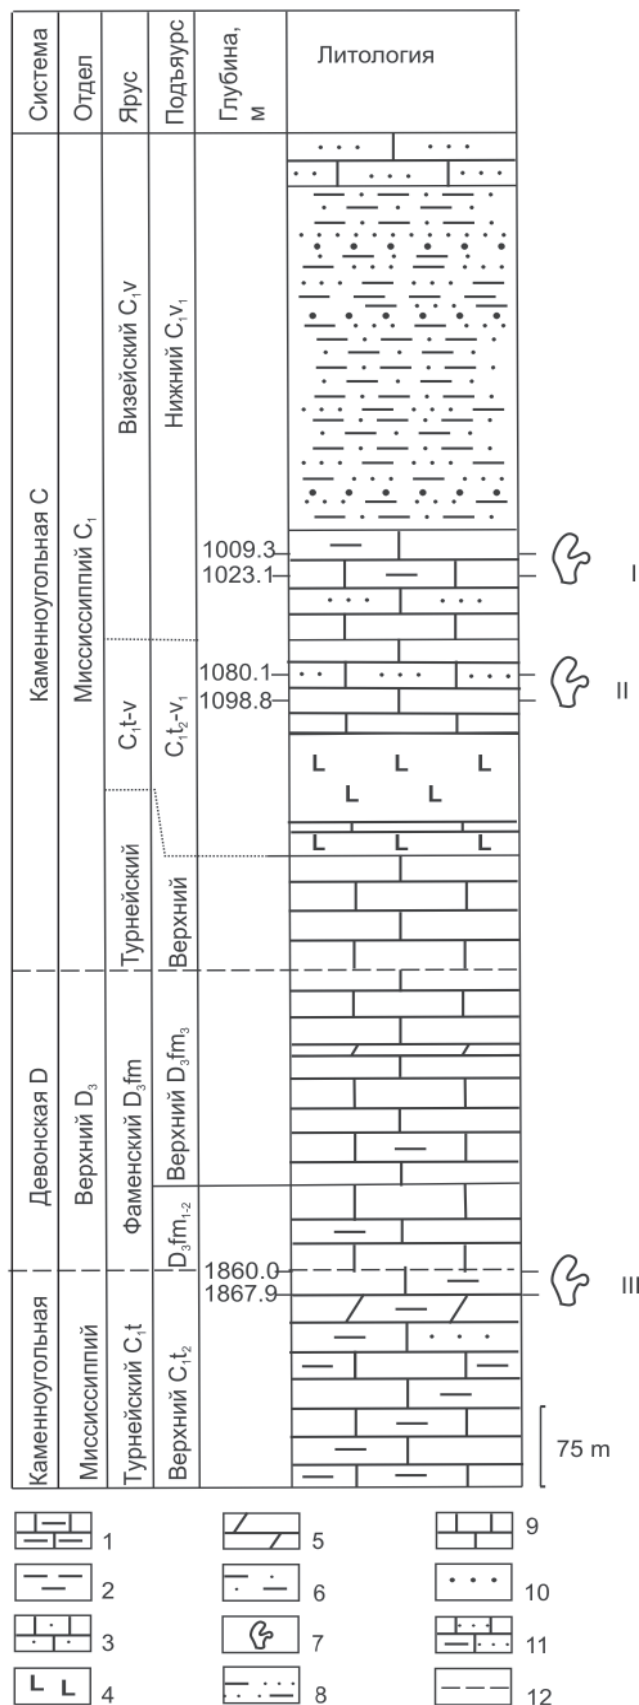 Система
Отдел
Ярус
Подъяурс
Глубина,
м
Литология
Каменноугольная C
Миссиссиппий C₁
Визейский C₁v
Нижний C₁v₁
1009.3
1023.1
I
C₁t-v
C₁t₂-v₁
1080.1
1098.8
II
L L L
L L
L L L
Турнейский
Верхний
Девонская D
Верхний D₃
Фаменский D₃fm
Верхний D₃fm₃
D₃fm₁₋₂
1860.0
1867.9
III
Каменноугольная
Миссиссиппий
Турнейский C₁t
Верхний C₁t₂
75 m
1
5
9
2
6
10
3
7
11
L L
4
8
12